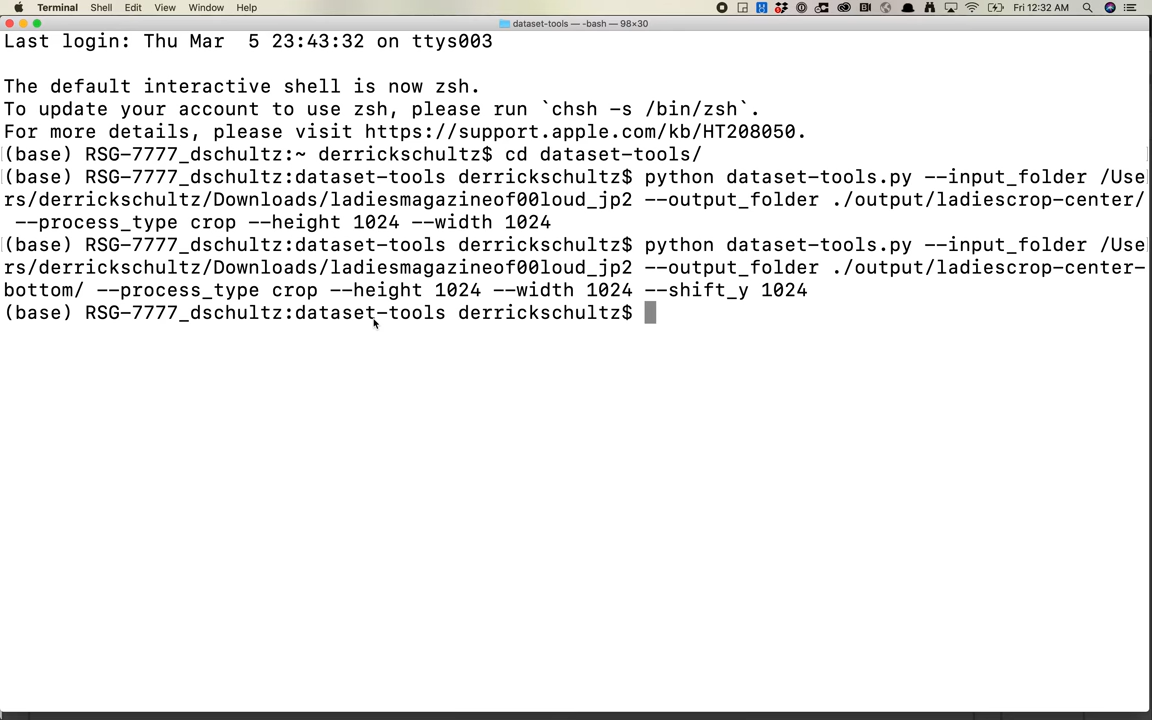 Terminal Shell Edit View Window Help Fri 12:32 AM
dataset-tools — -bash — 98×30
Last login: Thu Mar  5 23:43:32 on ttys003
The default interactive shell is now zsh.
To update your account to use zsh, please run `chsh -s /bin/zsh`.
For more details, please visit https://support.apple.com/kb/HT208050.
(base) RSG-7777_dschultz:~ derrickschultz$ cd dataset-tools/
(base) RSG-7777_dschultz:dataset-tools derrickschultz$ python dataset-tools.py --input_folder /Use
rs/derrickschultz/Downloads/ladiesmagazineof00loud_jp2 --output_folder ./output/ladiescrop-center/
 --process_type crop --height 1024 --width 1024
(base) RSG-7777_dschultz:dataset-tools derrickschultz$ python dataset-tools.py --input_folder /Use
rs/derrickschultz/Downloads/ladiesmagazineof00loud_jp2 --output_folder ./output/ladiescrop-center-
bottom/ --process_type crop --height 1024 --width 1024 --shift_y 1024
(base) RSG-7777_dschultz:dataset-tools derrickschultz$